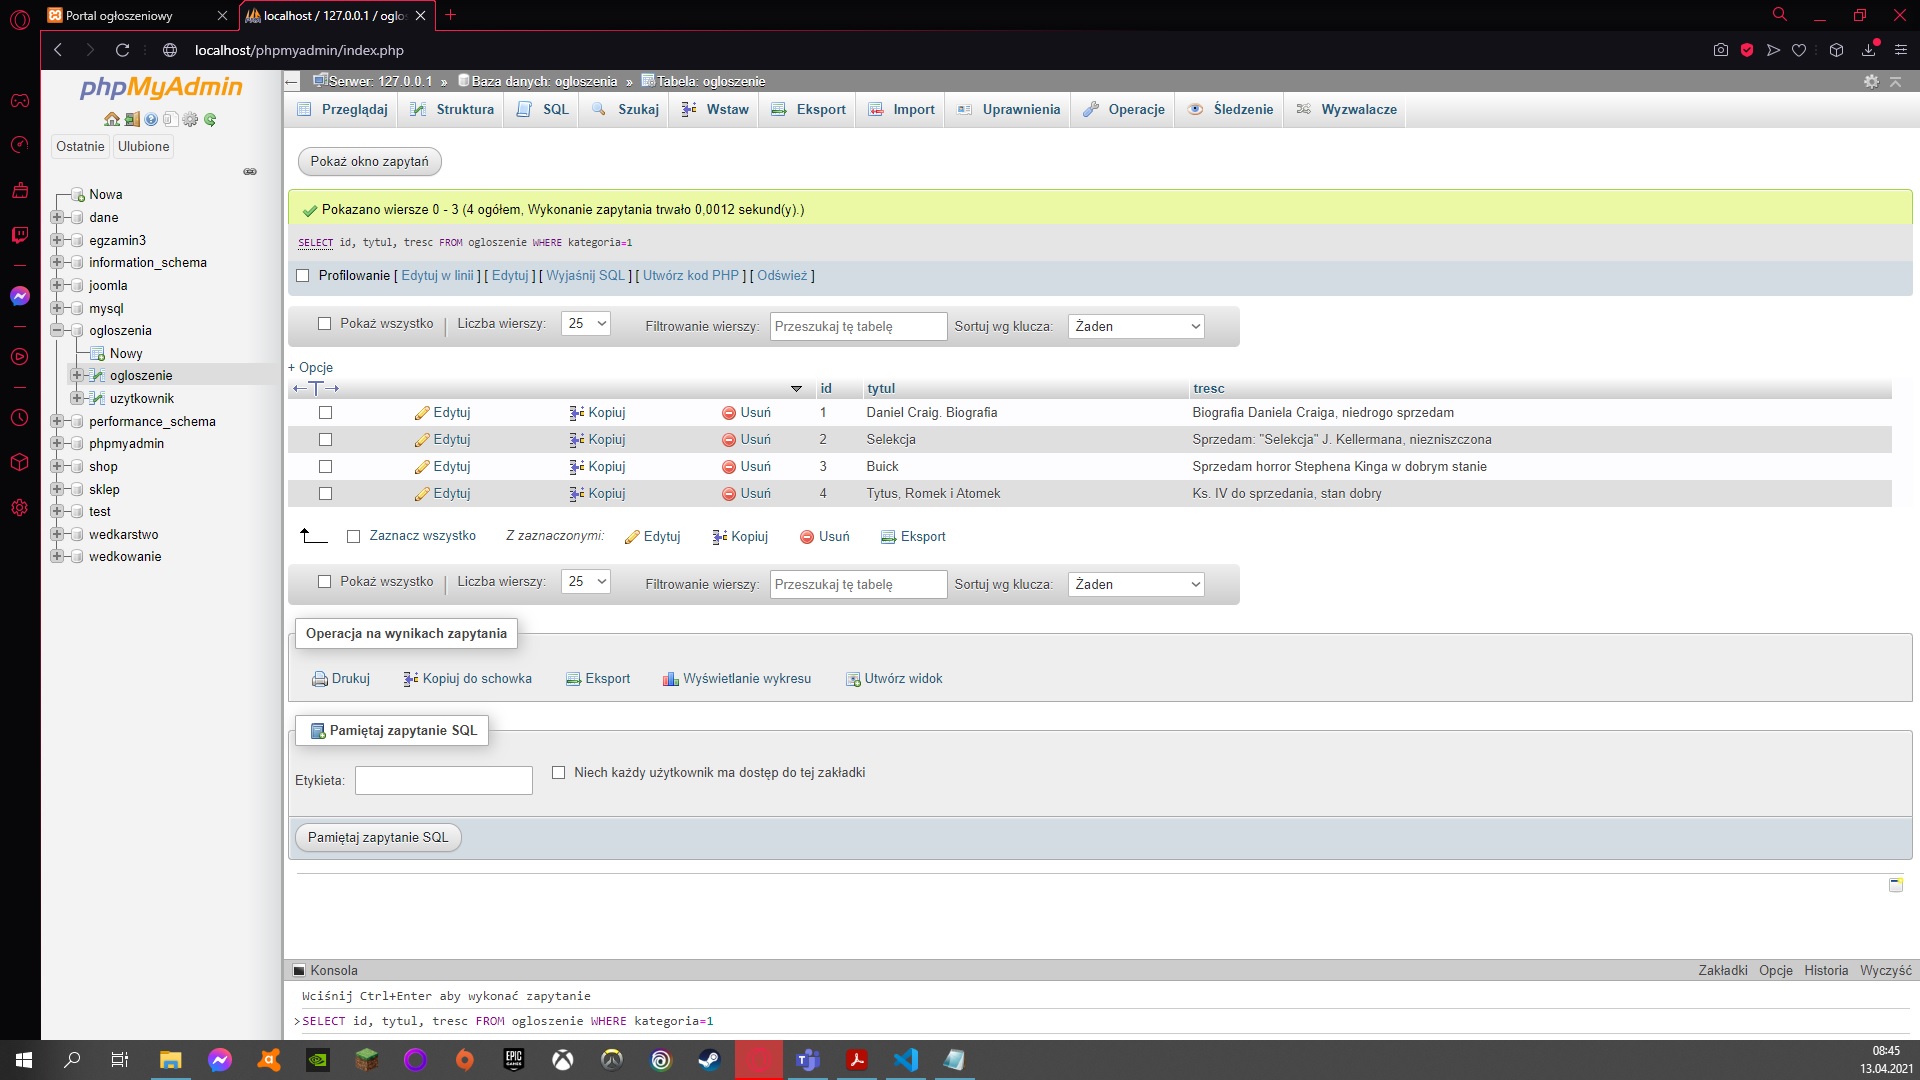 Portal ogłoszeniowy
localhost / 127.0.0.1 / oglo
localhost/phpmyadmin/index.php
phpMyAdmin
Ostatnie Ulubione
Nowa
dane
egzamin3
information_schema
joomla
mysql
ogloszenia
Nowy
ogloszenie
uzytkownik
performance_schema
phpmyadmin
shop
sklep
test
wedkarstwo
wedkowanie
Serwer: 127.0.0.1 » Baza danych: ogloszenia » Tabela: ogloszenie
Przeglądaj Struktura SQL Szukaj Wstaw Eksport Import Uprawnienia Operacje Śledzenie Wyzwalacze
Pokaż okno zapytań
Pokazano wiersze 0 - 3 (4 ogółem, Wykonanie zapytania trwało 0,0012 sekund(y).)
SELECT id, tytul, tresc FROM ogloszenie WHERE kategoria=1
Profilowanie [ Edytuj w linii ] [ Edytuj ] [ Wyjaśnij SQL ] [ Utwórz kod PHP ] [ Odśwież ]
Pokaż wszystko Liczba wierszy: 25 Filtrowanie wierszy: Przeszukaj tę tabelę Sortuj wg klucza: Żaden
+ Opcje
←T→ id tytul tresc
Edytuj Kopiuj Usuń 1 Daniel Craig. Biografia Biografia Daniela Craiga, niedrogo sprzedam
Edytuj Kopiuj Usuń 2 Selekcja Sprzedam: "Selekcja" J. Kellermana, niezniszczona
Edytuj Kopiuj Usuń 3 Buick Sprzedam horror Stephena Kinga w dobrym stanie
Edytuj Kopiuj Usuń 4 Tytus, Romek i Atomek Ks. IV do sprzedania, stan dobry
Zaznacz wszystko Z zaznaczonymi: Edytuj Kopiuj Usuń Eksport
Pokaż wszystko Liczba wierszy: 25 Filtrowanie wierszy: Przeszukaj tę tabelę Sortuj wg klucza: Żaden
Operacja na wynikach zapytania
Drukuj Kopiuj do schowka Eksport Wyświetlanie wykresu Utwórz widok
Pamiętaj zapytanie SQL
Etykieta: Niech każdy użytkownik ma dostęp do tej zakładki
Pamiętaj zapytanie SQL
Konsola Zakładki Opcje Historia Wyczyść
Wciśnij Ctrl+Enter aby wykonać zapytanie
>SELECT id, tytul, tresc FROM ogloszenie WHERE kategoria=1
EPIC GAMES
08:45
13.04.2021